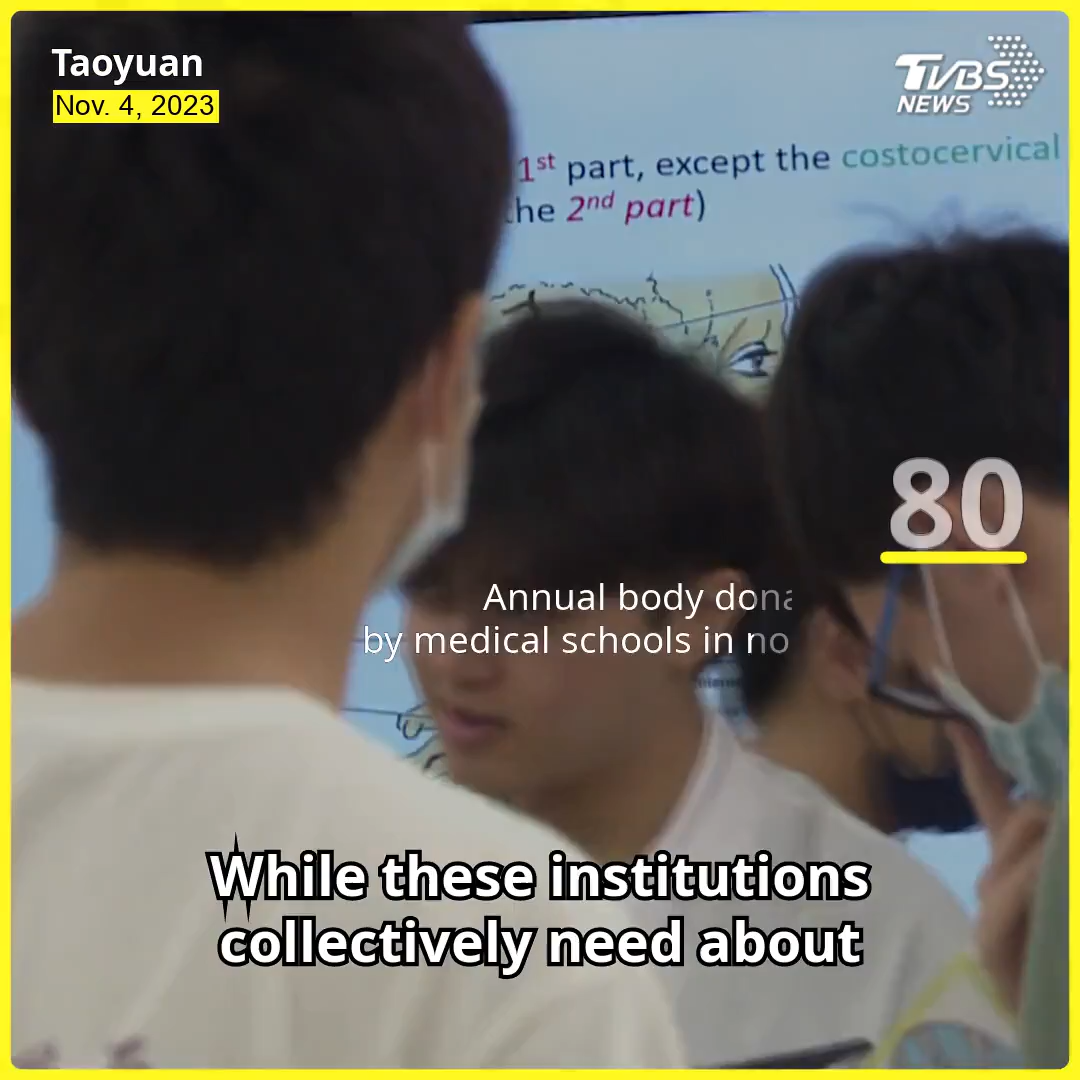 Taoyuan
Nov. 4, 2023
TVBS
NEWS
1st part, except the costocervical
the 2nd part)
80
Annual body dona
by medical schools in no
While these institutions
collectively need about